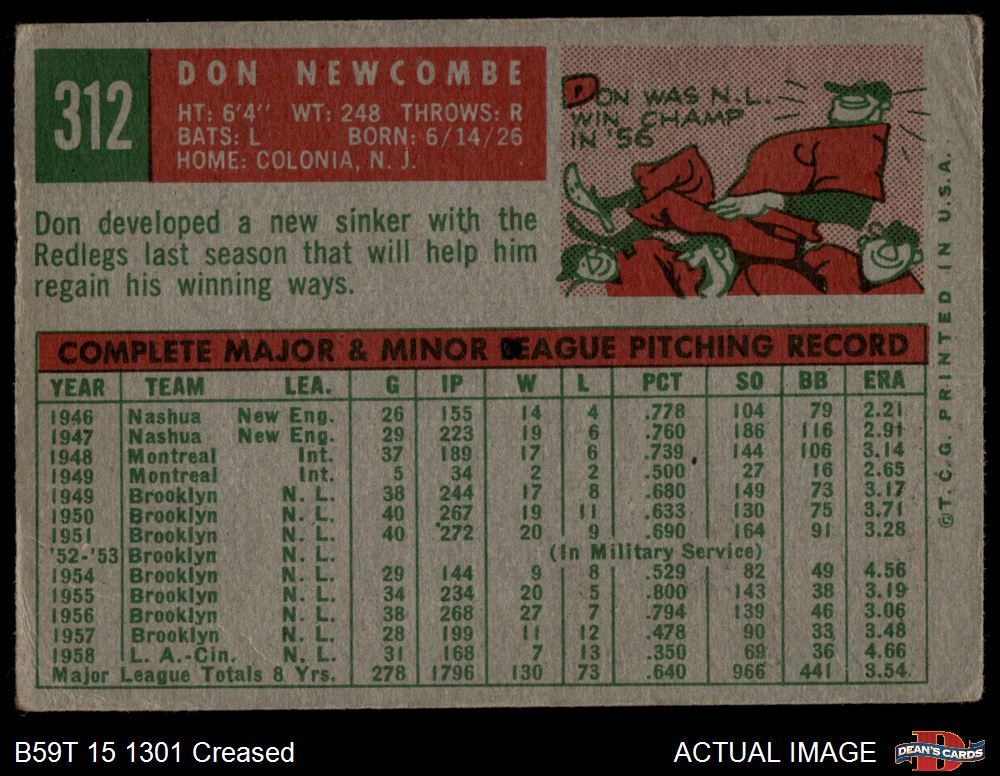 312
DON NEWCOMBE
HT: 6'4" WT: 248 THROWS: R
BATS: L BORN: 6/14/26
HOME: COLONIA, N. J.
DON WAS N.L.
WIN CHAMP
IN '56
Don developed a new sinker with the
Redlegs last season that will help him
regain his winning ways.
COMPLETE MAJOR & MINOR LEAGUE PITCHING RECORD
YEAR TEAM LEA. G IP W L PCT SO BB ERA
1946 Nashua New Eng. 26 155 14 4 .778 104 79 2.21
1947 Nashua New Eng. 29 223 19 6 .760 186 116 2.91
1948 Montreal Int. 37 189 17 6 .739 144 106 3.14
1949 Montreal Int. 5 34 2 2 .500 27 16 2.65
1949 Brooklyn N. L. 38 244 17 8 .680 149 73 3.17
1950 Brooklyn N. L. 40 267 19 11 .633 130 75 3.71
1951 Brooklyn N. L. 40 272 20 9 .690 164 91 3.28
'52-'53 Brooklyn N. L. (In Military Service)
1954 Brooklyn N. L. 29 144 9 8 .529 82 49 4.56
1955 Brooklyn N. L. 34 234 20 5 .800 143 38 3.19
1956 Brooklyn N. L. 38 268 27 7 .794 139 46 3.06
1957 Brooklyn N. L. 28 199 11 12 .478 90 33 3.48
1958 L. A.-Cin. N. L. 31 168 7 13 .350 69 36 4.66
Major League Totals 8 Yrs. 278 1796 130 73 .640 966 441 3.54
© T. C. G. PRINTED IN U.S.A.
B59T 15 1301 Creased
ACTUAL IMAGE
D
DEAN'S CARDS